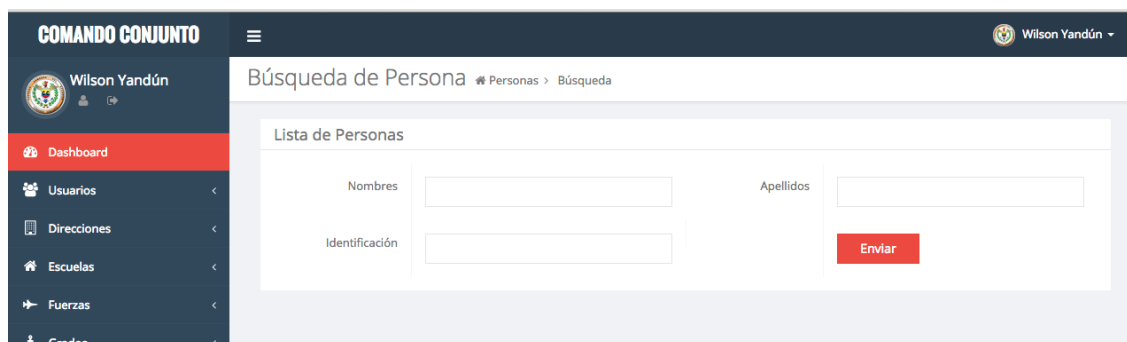 COMANDO CONJUNTO
Wilson Yandún
Wilson Yandún
Búsqueda de Persona Personas > Búsqueda
Dashboard
Usuarios
Direcciones
Escuelas
Fuerzas
Grados
Lista de Personas
Nombres
Apellidos
Identificación
Enviar